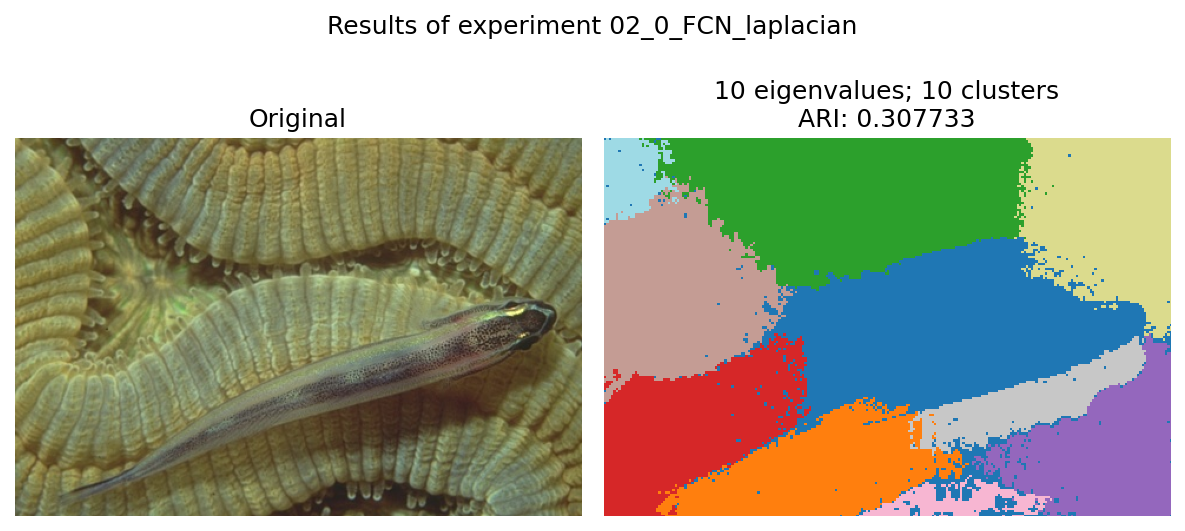 Results of experiment 02_0_FCN_laplacian
Original
10 eigenvalues; 10 clusters
ARI: 0.307733